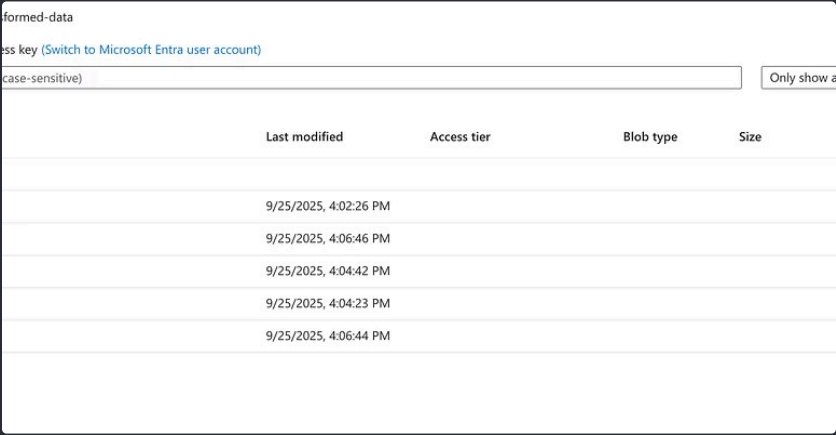 sformed-data
ess key (Switch to Microsoft Entra user account)
case-sensitive)
Only show a
Last modified Access tier Blob type Size
9/25/2025, 4:02:26 PM
9/25/2025, 4:06:46 PM
9/25/2025, 4:04:42 PM
9/25/2025, 4:04:23 PM
9/25/2025, 4:06:44 PM